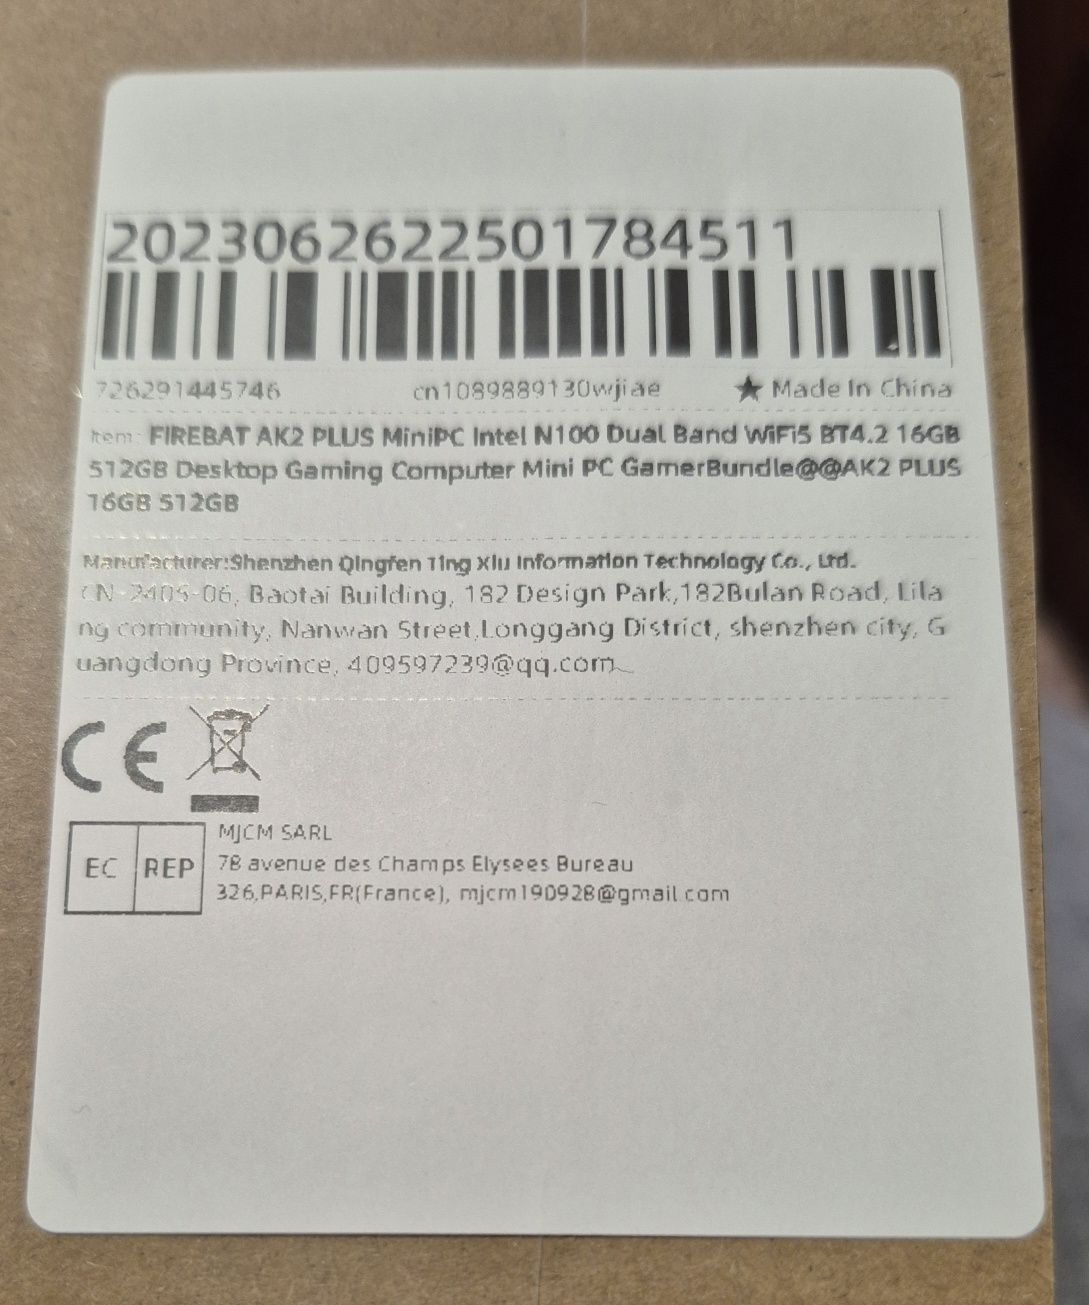 2023062622501784511
726291445746 cn1089889130wjiae ★ Made In China
Item: FIREBAT AK2 PLUS MiniPC Intel N100 Dual Band WiFi5 BT4.2 16GB
512GB Desktop Gaming Computer Mini PC GamerBundle@@AK2 PLUS
16GB 512GB
Manufacturer:Shenzhen Qingfen Ting Xiu Information Technology Co., Ltd.
CN-2405-06, Baotai Building, 182 Design Park,182Bulan Road, Lila
ng community, Nanwan Street,Longgang District, shenzhen city, G
uangdong Province, 409597239@qq.com
CE
EC REP
MJCM SARL
78 avenue des Champs Elysees Bureau
326,PARIS,FR(France), mjcm190928@gmail.com